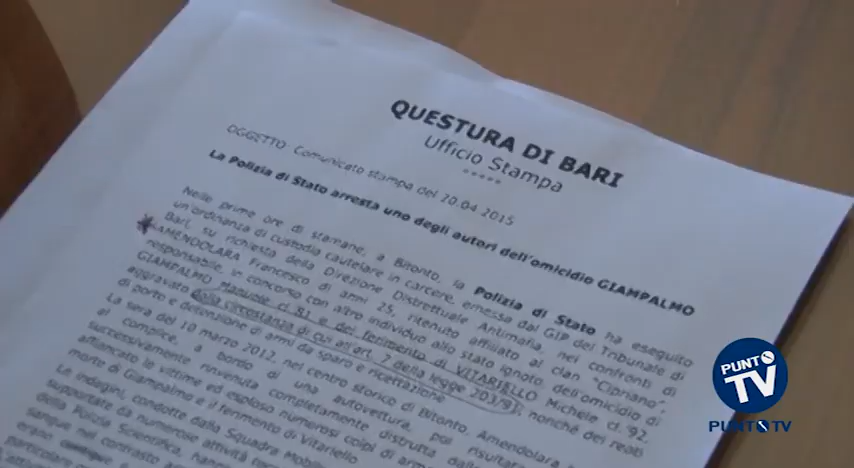 QUESTURA DI BARI
Ufficio Stampa
*****
OGGETTO- Comunicato stampa del 20.04 2015
La Polizia di Stato arresta uno degli autori dell'omicidio GIAMPALMO
Nelle prime ore di stamane, a Bitonto, la Polizia di Stato ha eseguito
un'ordinanza di custodia cautelare in carcere, emessa dal GIP del Tribunale di
Bari, su richiesta della Direzione Distrettuale Antimafia, nei confronti di
AMENDOLARA Francesco di anni 25, ritenuto affiliato al clan "Cipriano",
responsabile, in concorso con altro individuo allo stato ignoto, dell'omicidio di
GIAMPALMO Manuele cl. 81 e del ferimento di VITARIELLO Michele cl. '92,
aggravato dalla circostanza di cui all'art. 7 della legge 203/91, nonché dei reati
di porto e detenzione di armi da sparo e ricettazione.
La sera del 10 marzo 2012, nel centro storico di Bitonto, Amendolara
al complice, a bordo di una autovettura, poi risultata
successivamente rinvenuta completamente distrutta dalle
affiancato le vittime ed esploso numerosi colpi di arma
morte di Giampalmo e il ferimento di Vitariello
Le indagini, condotte dalla Squadra Mobile
supportate da numerose attività
della Polizia Scientifica, hanno
sangue nel contrasto
particolare
PUNTO
TV
PUNTO TV